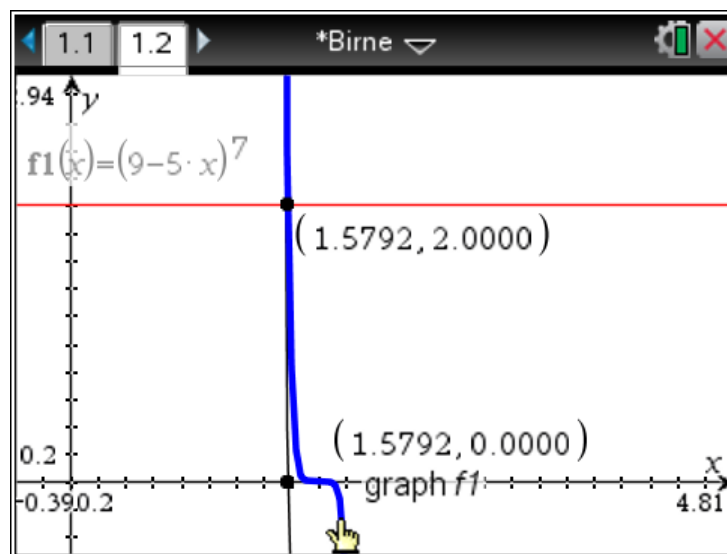 1.1 1.2 *Birne
.94 y
f1(x)=(9−5·x)^7
(1.5792, 2.0000)
(1.5792, 0.0000)
0.2 x
graph f1
-0.39 0.2 4.81